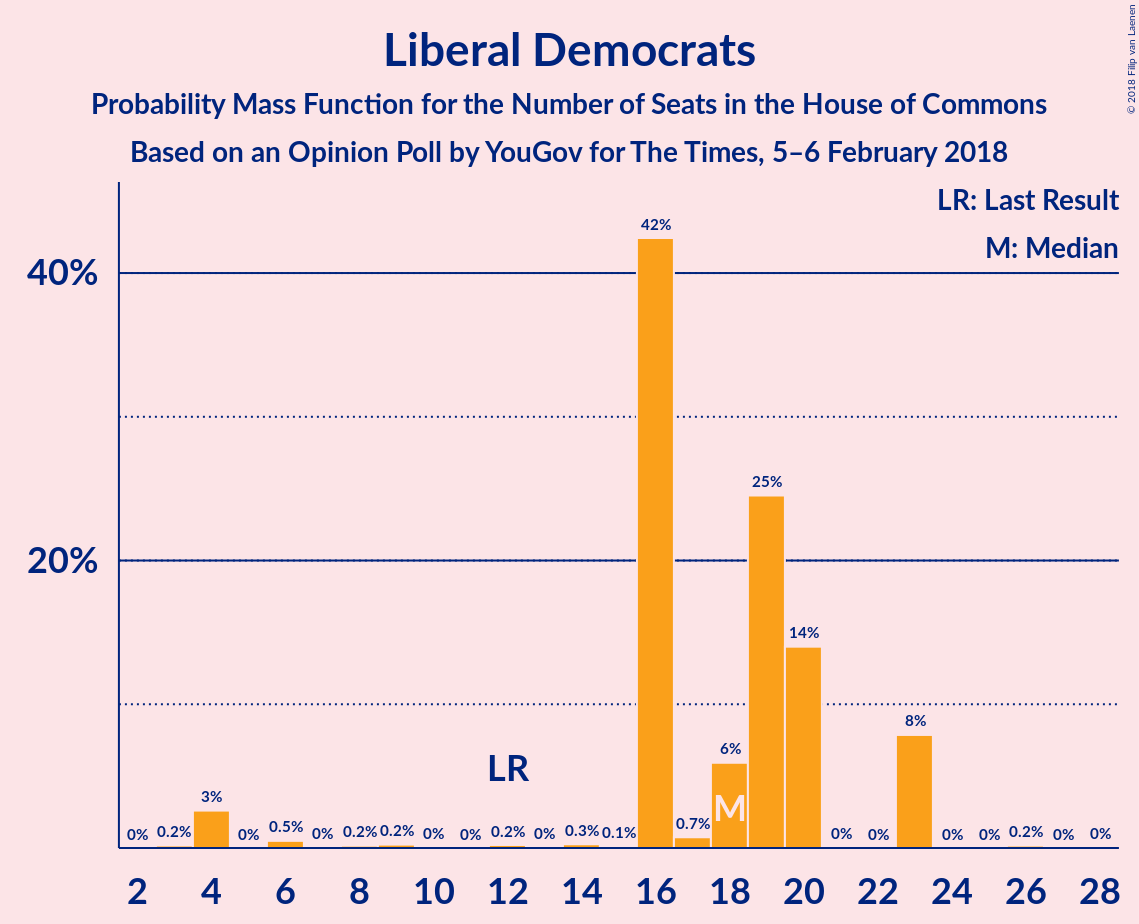 Liberal Democrats
Probability Mass Function for the Number of Seats in the House of Commons
Based on an Opinion Poll by YouGov for The Times, 5–6 February 2018
© 2018 Filip van Laenen
LR: Last Result
M: Median
40%
20%
0% 0.2% 3% 0% 0.5% 0% 0.2% 0.2% 0% 0% 0.2% 0% 0.3% 0.1% 42% 0.7% 6% 25% 14% 0% 0% 8% 0% 0% 0.2% 0% 0%
LR
M
2 4 6 8 10 12 14 16 18 20 22 24 26 28